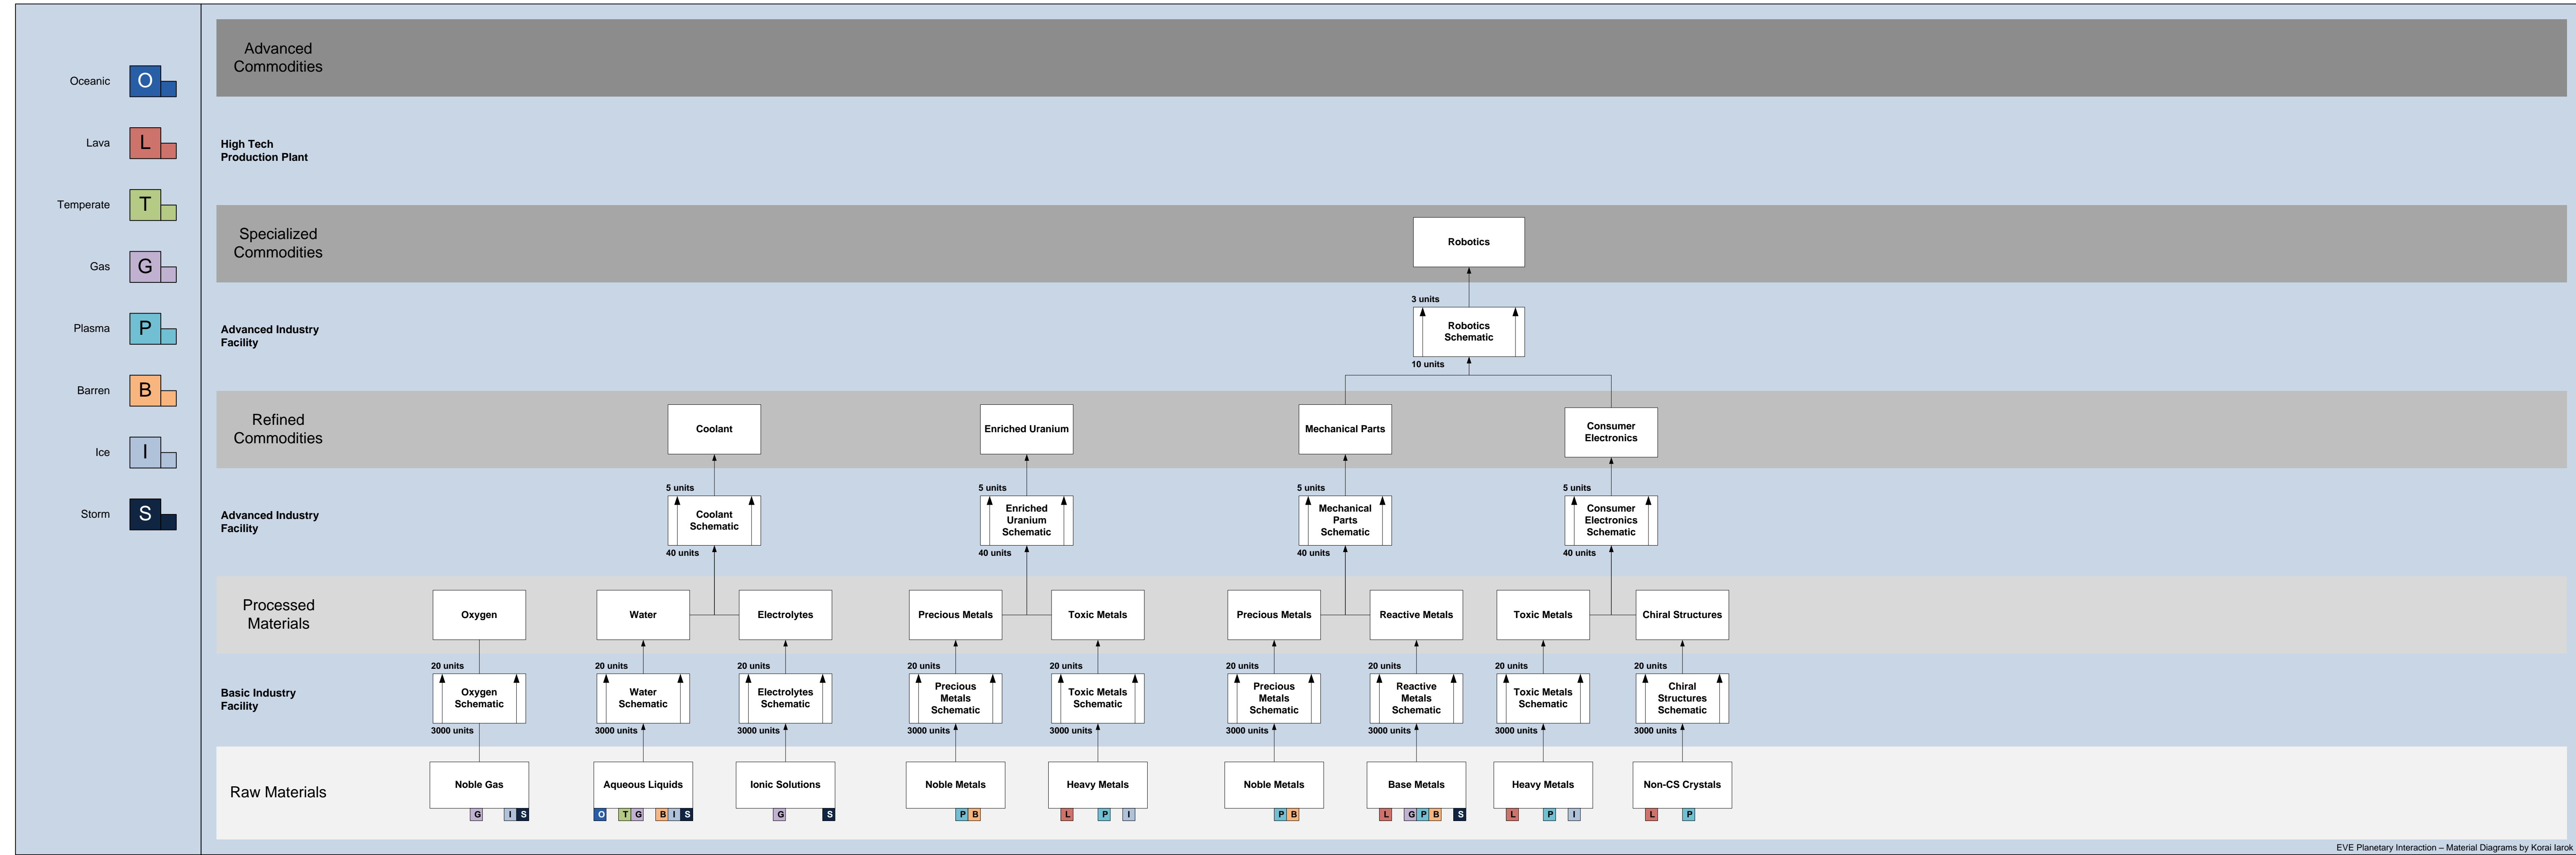 Oceanic
O
Lava
L
Temperate
T
Gas
G
Plasma
P
Barren
B
Ice
I
Storm
S
Advanced
Commodities
High Tech
Production Plant
Specialized
Commodities
Robotics
3 units
Advanced Industry
Facility
Robotics
Schematic
10 units
Refined
Commodities
Coolant
Enriched Uranium
Mechanical Parts
Consumer
Electronics
5 units
5 units
5 units
5 units
Advanced Industry
Facility
Coolant
Schematic
Enriched
Uranium
Schematic
Mechanical
Parts
Schematic
Consumer
Electronics
Schematic
40 units
40 units
40 units
40 units
Processed
Materials
Oxygen
Water
Electrolytes
Precious Metals
Toxic Metals
Precious Metals
Reactive Metals
Toxic Metals
Chiral Structures
20 units
20 units
20 units
20 units
20 units
20 units
20 units
20 units
20 units
Basic Industry
Facility
Oxygen
Schematic
Water
Schematic
Electrolytes
Schematic
Precious
Metals
Schematic
Toxic Metals
Schematic
Precious
Metals
Schematic
Reactive
Metals
Schematic
Toxic Metals
Schematic
Chiral
Structures
Schematic
3000 units
3000 units
3000 units
3000 units
3000 units
3000 units
3000 units
3000 units
3000 units
Raw Materials
Noble Gas
Aqueous Liquids
Ionic Solutions
Noble Metals
Heavy Metals
Noble Metals
Base Metals
Heavy Metals
Non-CS Crystals
G I S
O T G B I S
G S
P B
L P I
P B
L G P B S
L P I
L P
EVE Planetary Interaction – Material Diagrams by Korai Iarok